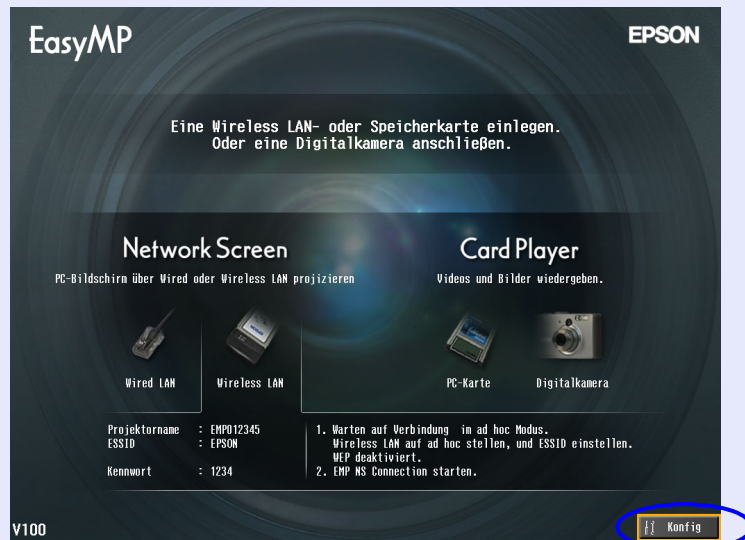 EasyMP
EPSON
Eine Wireless LAN- oder Speicherkarte einlegen.
Oder eine Digitalkamera anschließen.
Network Screen
PC-Bildschirm über Wired oder Wireless LAN projizieren
Wired LAN
Wireless LAN
Card Player
Videos und Bilder wiedergeben.
PC-Karte
Digitalkamera
Projektorname : EMP012345
ESSID : EPSON
Kennwort : 1234
1. Warten auf Verbindung im ad hoc Modus.
Wireless LAN auf ad hoc stellen, und ESSID einstellen.
WEP deaktiviert.
2. EMP NS Connection starten.
V100
Konfig